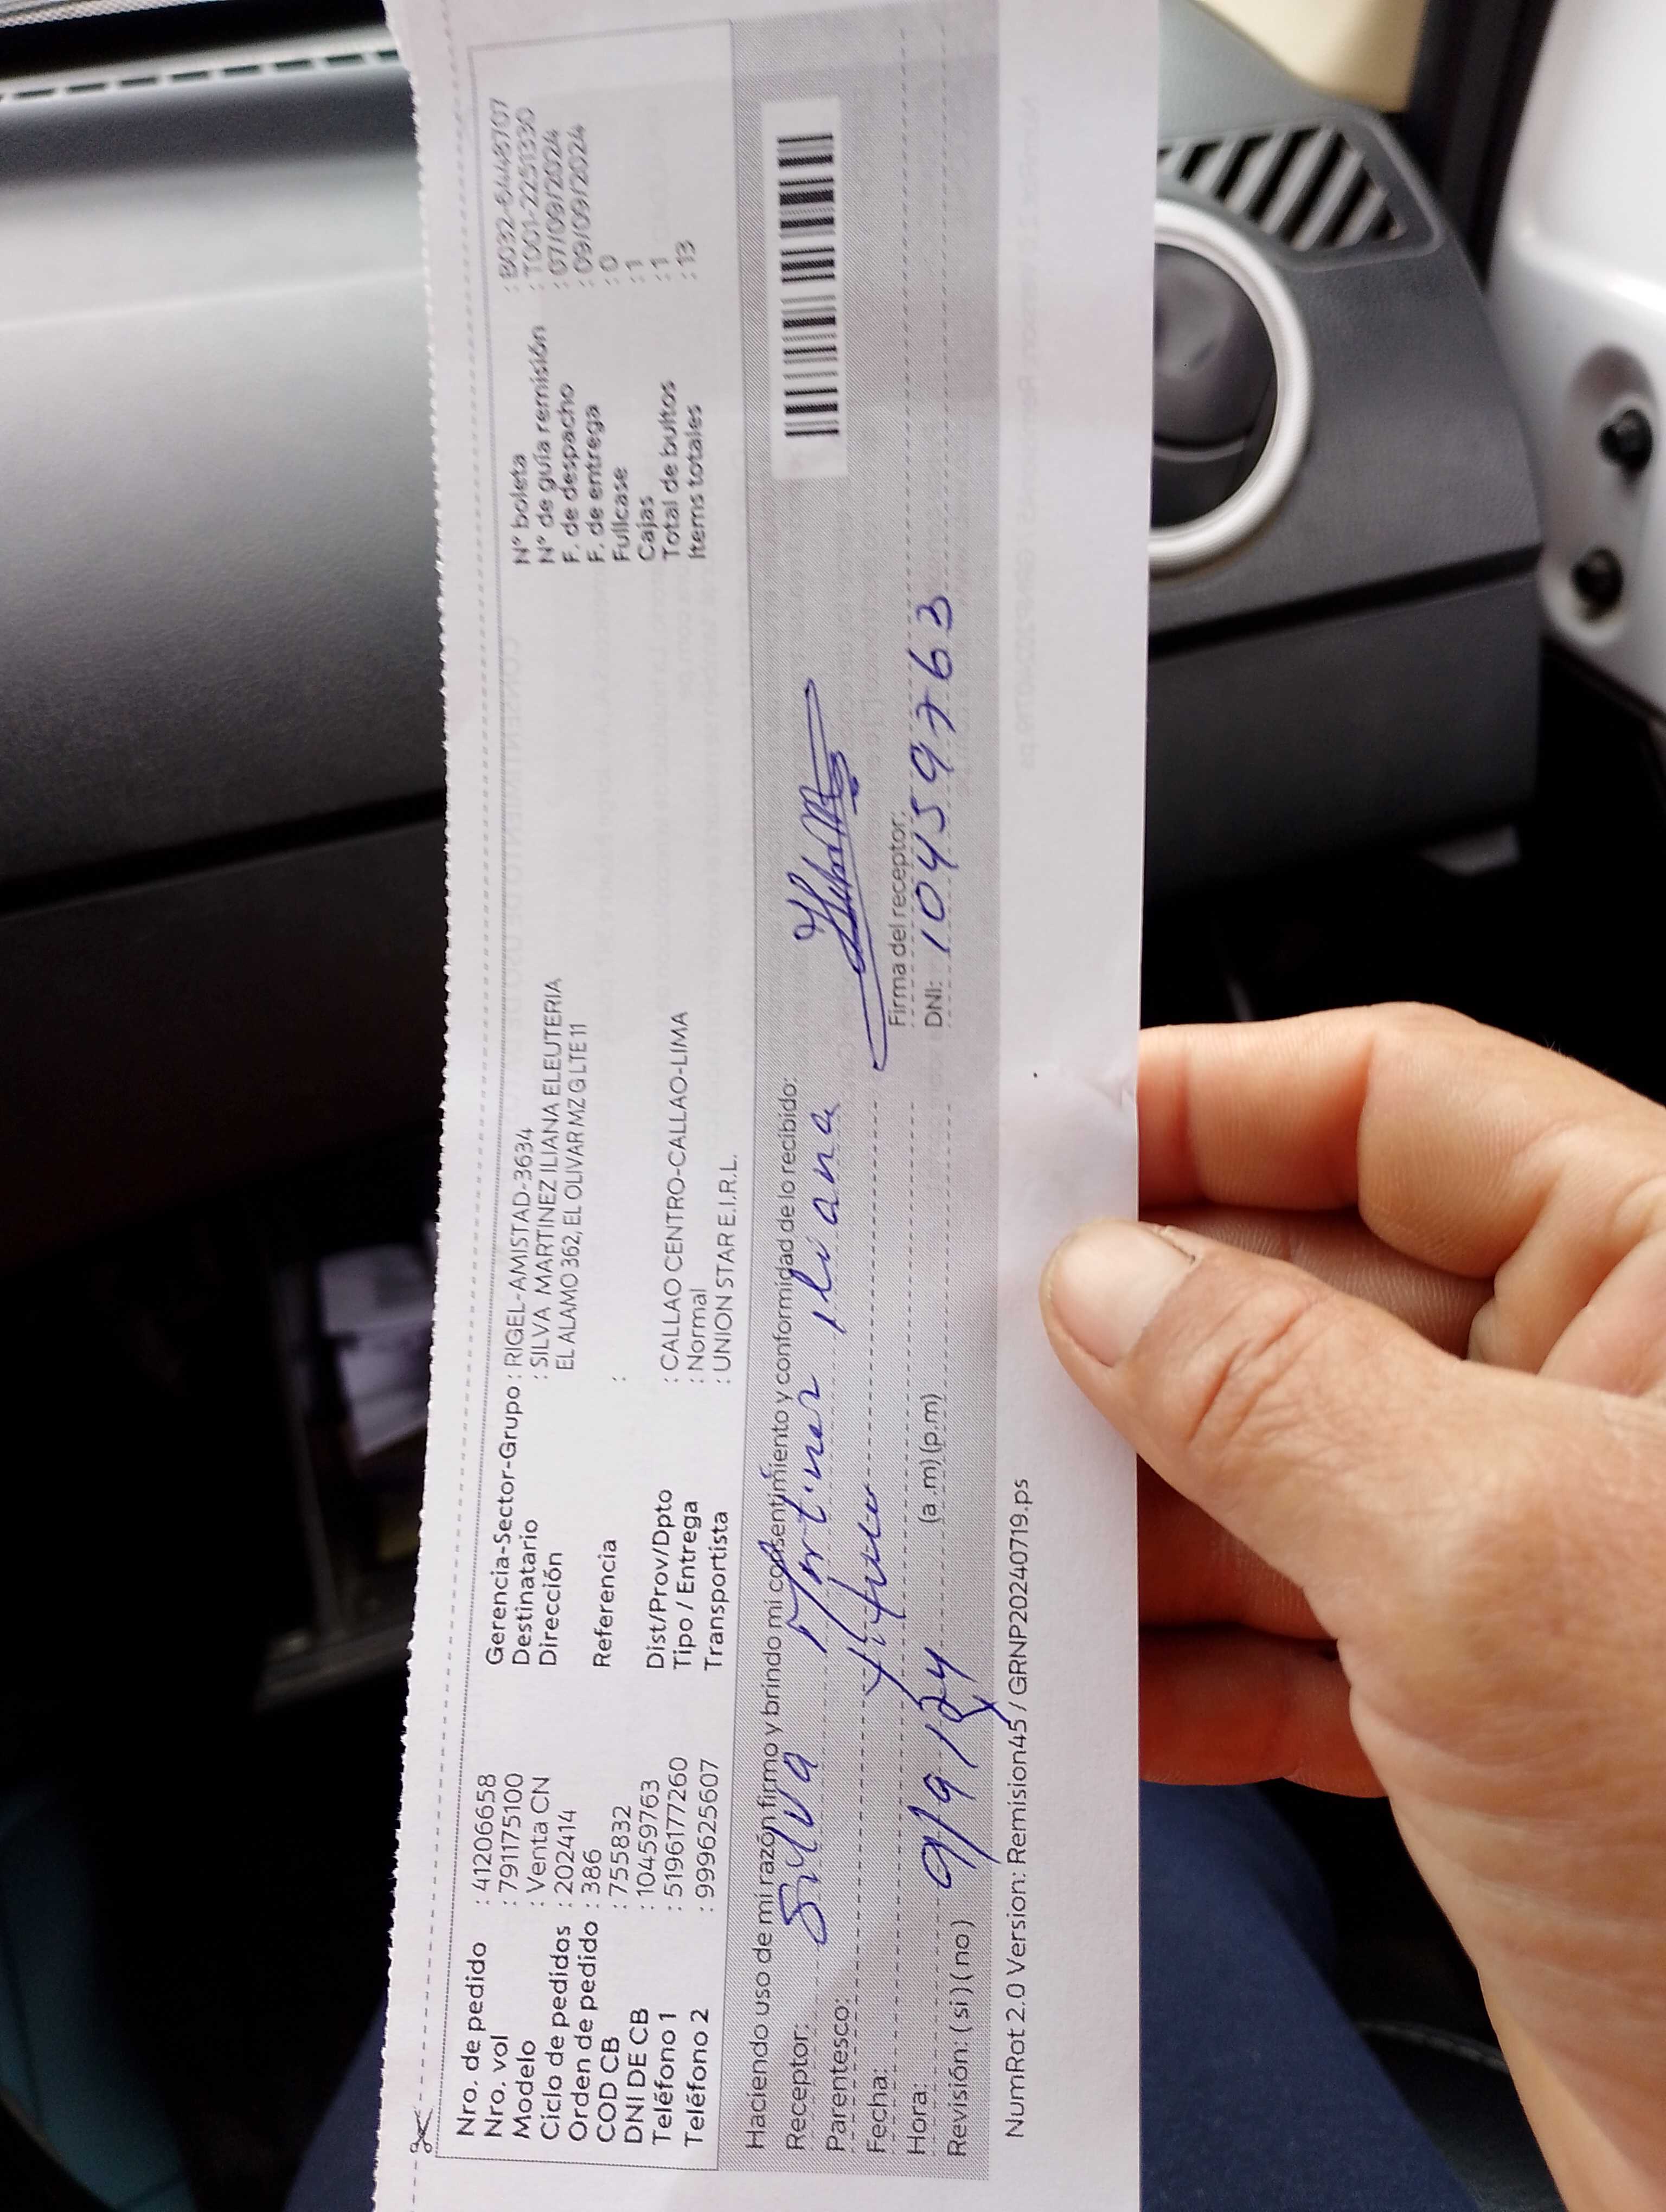 Nro. de pedido : 41206658
Nro. vol : 791175100
Modelo : Venta CN
Ciclo de pedidos : 202414
Orden de pedido : 386
COD CB : 755832
DNI DE CB : 10459763
Teléfono 1 : 5196177260
Teléfono 2 : 999625607
Gerencia-Sector-Grupo : RIGEL-AMISTAD-3634
Destinatario : SILVA MARTINEZ ILIANA ELEUTERIA
Dirección EL ALAMO 362, EL OLIVAR MZ G LTE 11
Referencia :
Dist/Prov/Dpto : CALLAO CENTRO-CALLAO-LIMA
Tipo / Entrega : Normal
Transportista : UNION STAR E.I.R.L.
N° boleta : B032-6448707
N° de guía remisión : T001-2251330
F. de despacho : 07/09/2024
F. de entrega : 09/09/2024
Fullcase : 0
Cajas : 1
Total de bultos : 1
Items totales : 13
Haciendo uso de mi razón firmo y brindo mi consentimiento y conformidad de lo recibido:
Receptor: Silva Martinez iliana
Parentesco:
Fecha:
Hora: 9/9/24 (a.m) (p.m)
Revisión: ( si ) ( no )
Firma del receptor:
DNI: 10459763
NumRot 2.0 Version: Remision45 / GRNP20240719.ps